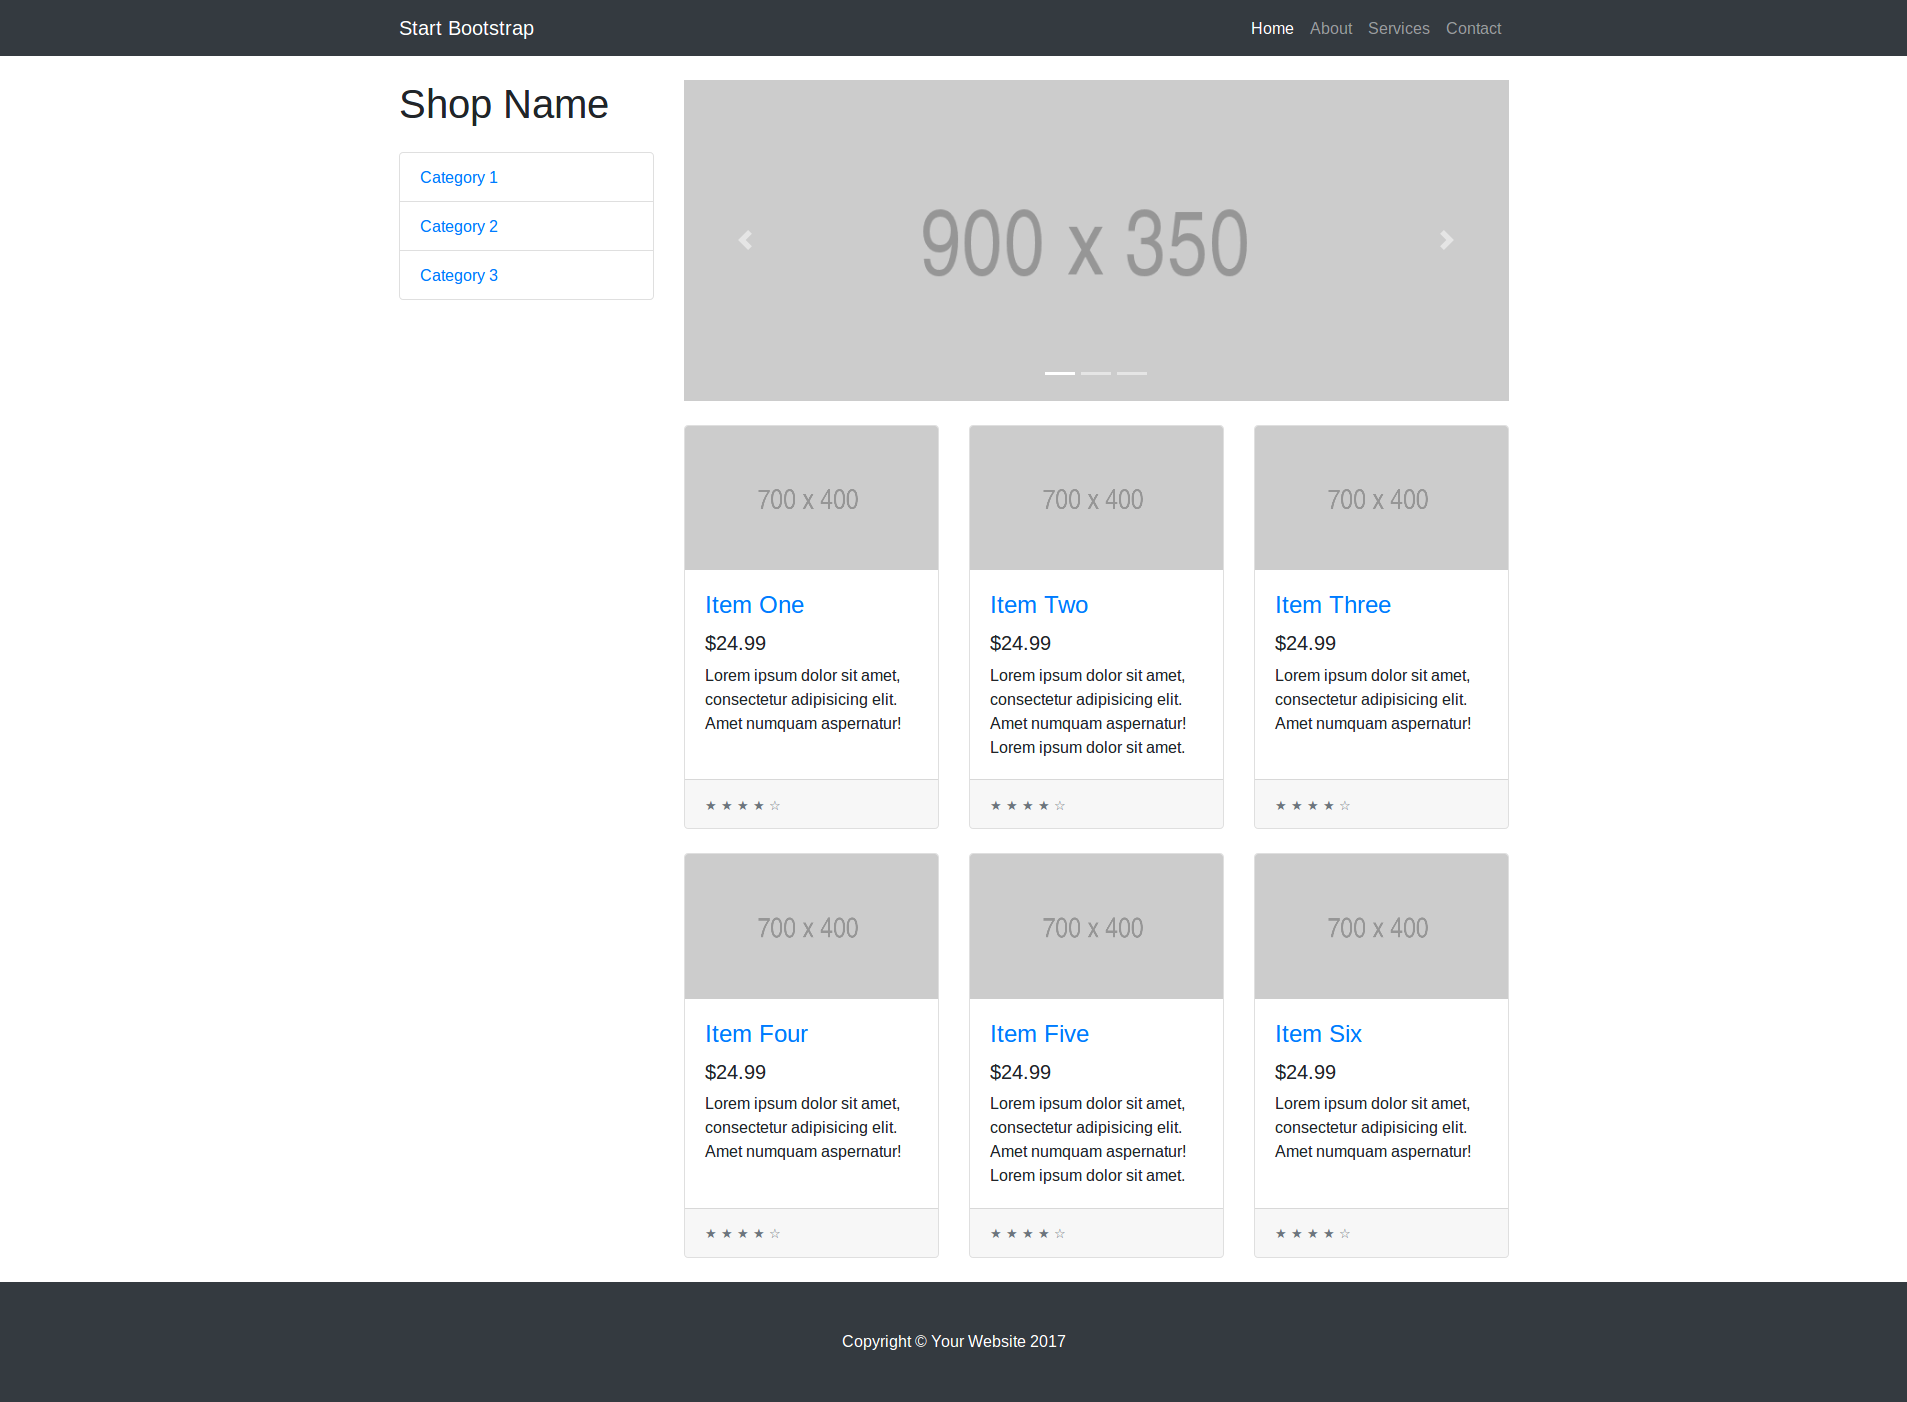 Start Bootstrap
Home About Services Contact
Shop Name
Category 1
Category 2
Category 3
900 x 350
700 x 400
Item One
$24.99
Lorem ipsum dolor sit amet,
consectetur adipisicing elit.
Amet numquam aspernatur!
★ ★ ★ ★ ☆
700 x 400
Item Two
$24.99
Lorem ipsum dolor sit amet,
consectetur adipisicing elit.
Amet numquam aspernatur!
Lorem ipsum dolor sit amet.
★ ★ ★ ★ ☆
700 x 400
Item Three
$24.99
Lorem ipsum dolor sit amet,
consectetur adipisicing elit.
Amet numquam aspernatur!
★ ★ ★ ★ ☆
700 x 400
Item Four
$24.99
Lorem ipsum dolor sit amet,
consectetur adipisicing elit.
Amet numquam aspernatur!
★ ★ ★ ★ ☆
700 x 400
Item Five
$24.99
Lorem ipsum dolor sit amet,
consectetur adipisicing elit.
Amet numquam aspernatur!
Lorem ipsum dolor sit amet.
★ ★ ★ ★ ☆
700 x 400
Item Six
$24.99
Lorem ipsum dolor sit amet,
consectetur adipisicing elit.
Amet numquam aspernatur!
★ ★ ★ ★ ☆
Copyright © Your Website 2017